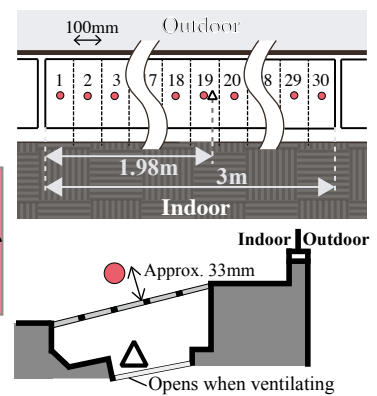 Outdoor
100mm
1 2 3 7 18 19 20 8 29 30
1.98m
3m
Indoor
Indoor Outdoor
Approx. 33mm
Opens when ventilating